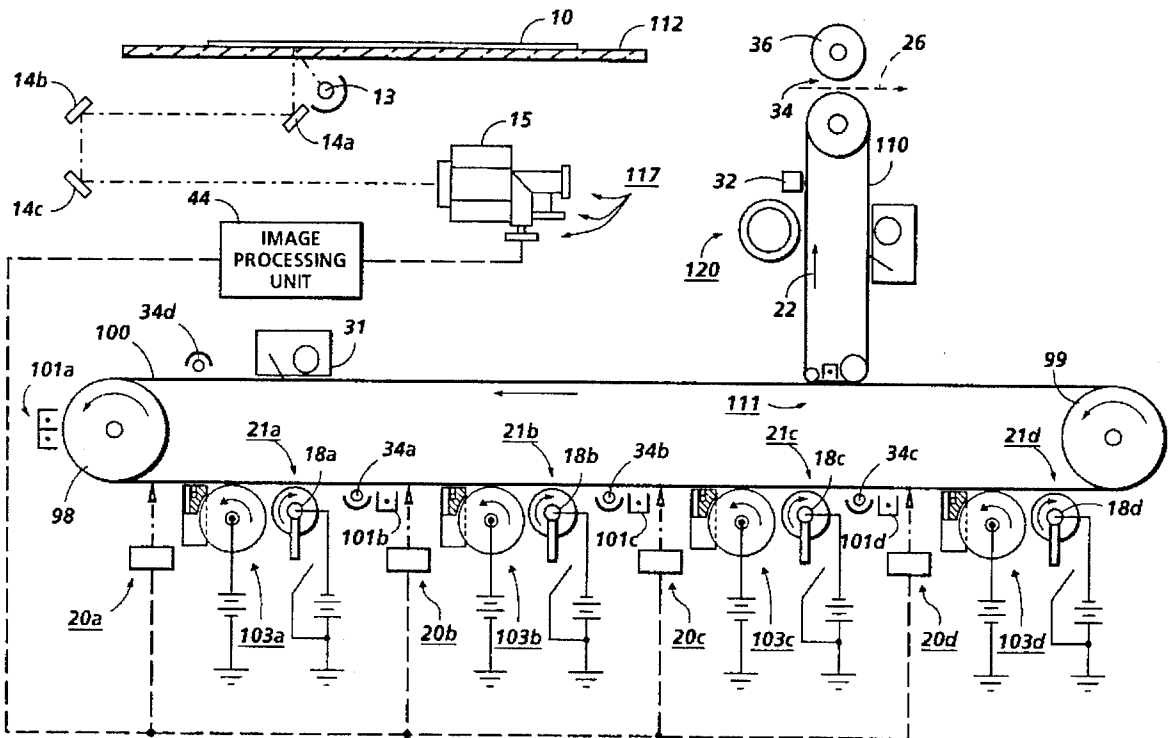 10
112
36
26
14b
13
34
14a
15
110
14c
117
32
44
IMAGE
PROCESSING
UNIT
120
22
34d
100
31
101a
99
111
21a
34a
21b
34b
21c
34c
21d
18a
18b
18c
18d
98
101b
101c
101d
20a
103a
20b
103b
20c
103c
20d
103d